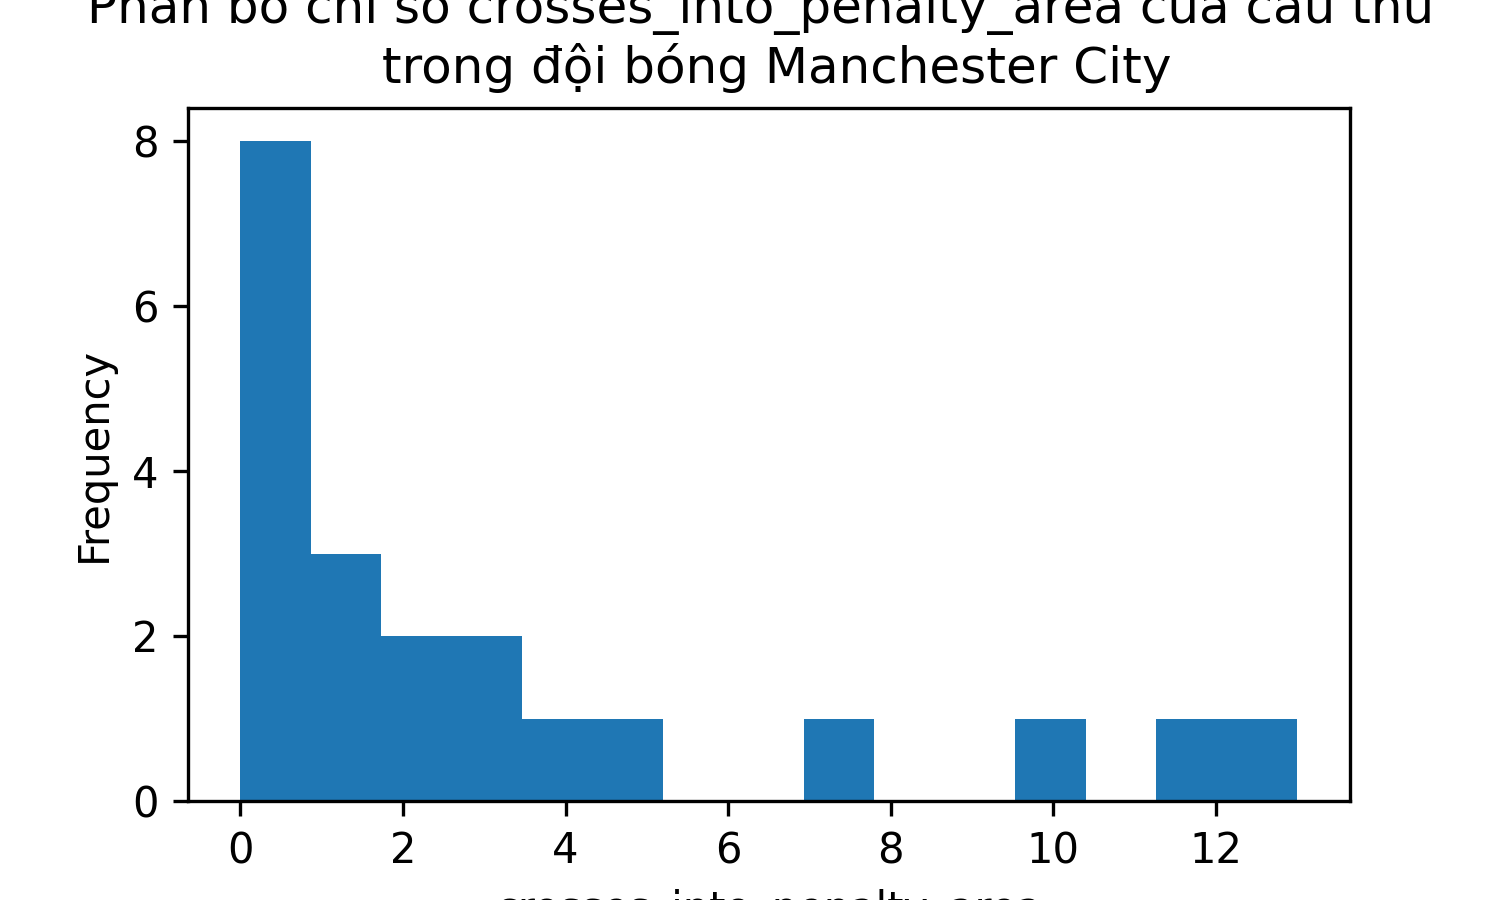 Phân bố chỉ số crosses_into_penalty_area của cầu thủ
trong đội bóng Manchester City
8
6
4
2
0
Frequency
0 2 4 6 8 10 12
crosses_into_penalty_area